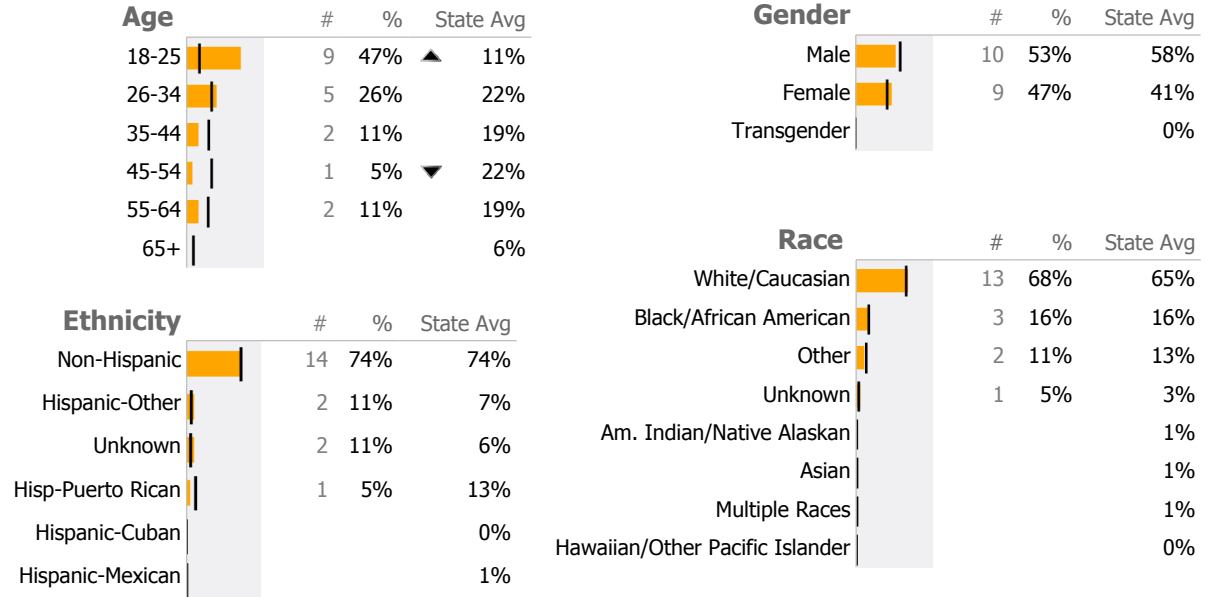 Age # % State Avg
18-25 9 47% ▲ 11%
26-34 5 26% 22%
35-44 2 11% 19%
45-54 1 5% ▼ 22%
55-64 2 11% 19%
65+ 6%
Ethnicity # % State Avg
Non-Hispanic 14 74% 74%
Hispanic-Other 2 11% 7%
Unknown 2 11% 6%
Hisp-Puerto Rican 1 5% 13%
Hispanic-Cuban 0%
Hispanic-Mexican 1%
Gender # % State Avg
Male 10 53% 58%
Female 9 47% 41%
Transgender 0%
Race # % State Avg
White/Caucasian 13 68% 65%
Black/African American 3 16% 16%
Other 2 11% 13%
Unknown 1 5% 3%
Am. Indian/Native Alaskan 1%
Asian 1%
Multiple Races 1%
Hawaiian/Other Pacific Islander 0%